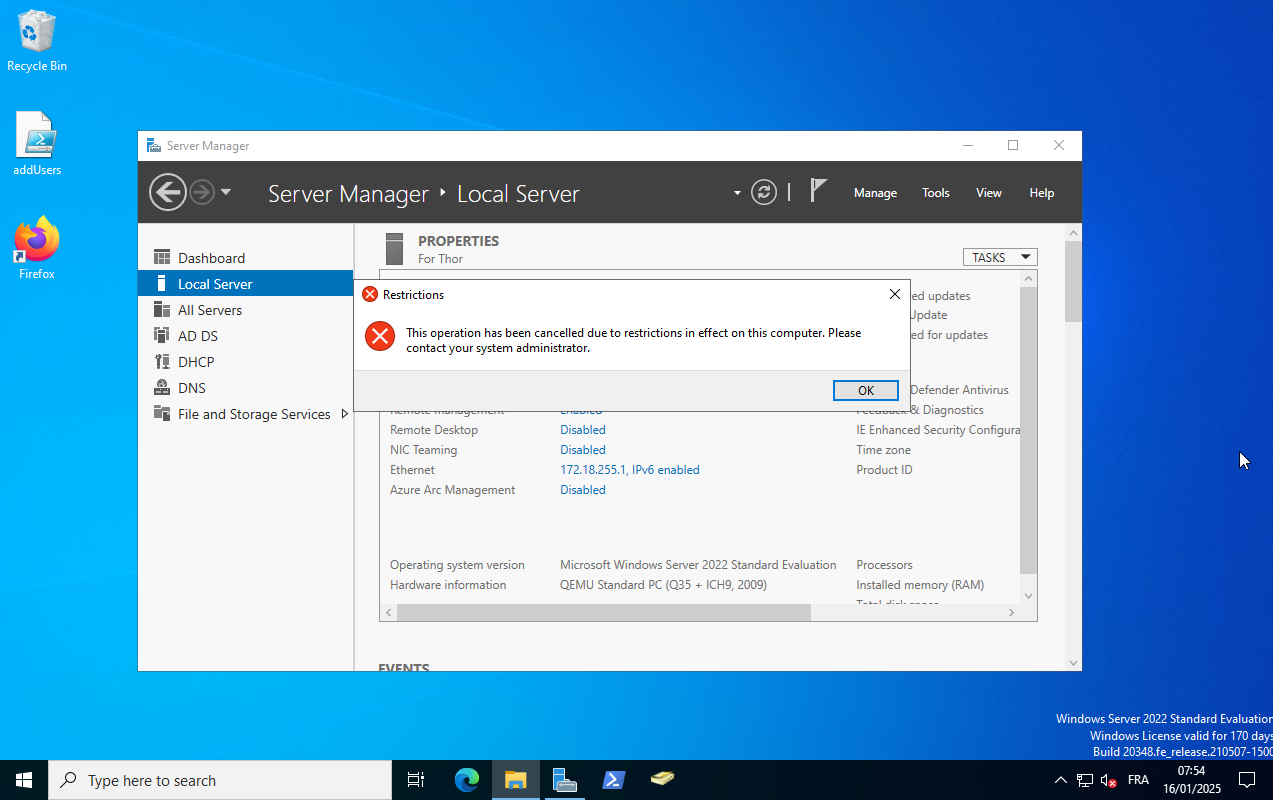 Recycle Bin
addUsers
Firefox
Server Manager
Server Manager
Local Server
Manage
Tools
View
Help
Dashboard
Local Server
All Servers
AD DS
DHCP
DNS
File and Storage Services
PROPERTIES
For Thor
TASKS
ed updates
Update
ed for updates
Restrictions
This operation has been cancelled due to restrictions in effect on this computer. Please
contact your system administrator.
OK
Defender Antivirus
Remote management Enabled Feedback & Diagnostics
Remote Desktop Disabled IE Enhanced Security Configura
NIC Teaming Disabled Time zone
Ethernet 172.18.255.1, IPv6 enabled Product ID
Azure Arc Management Disabled
Operating system version Microsoft Windows Server 2022 Standard Evaluation Processors
Hardware information QEMU Standard PC (Q35 + ICH9, 2009) Installed memory (RAM)
Total disk space
EVENTS
Windows Server 2022 Standard Evaluation
Windows License valid for 170 days
Build 20348.fe_release.210507-1500
Type here to search
FRA
07:54
16/01/2025